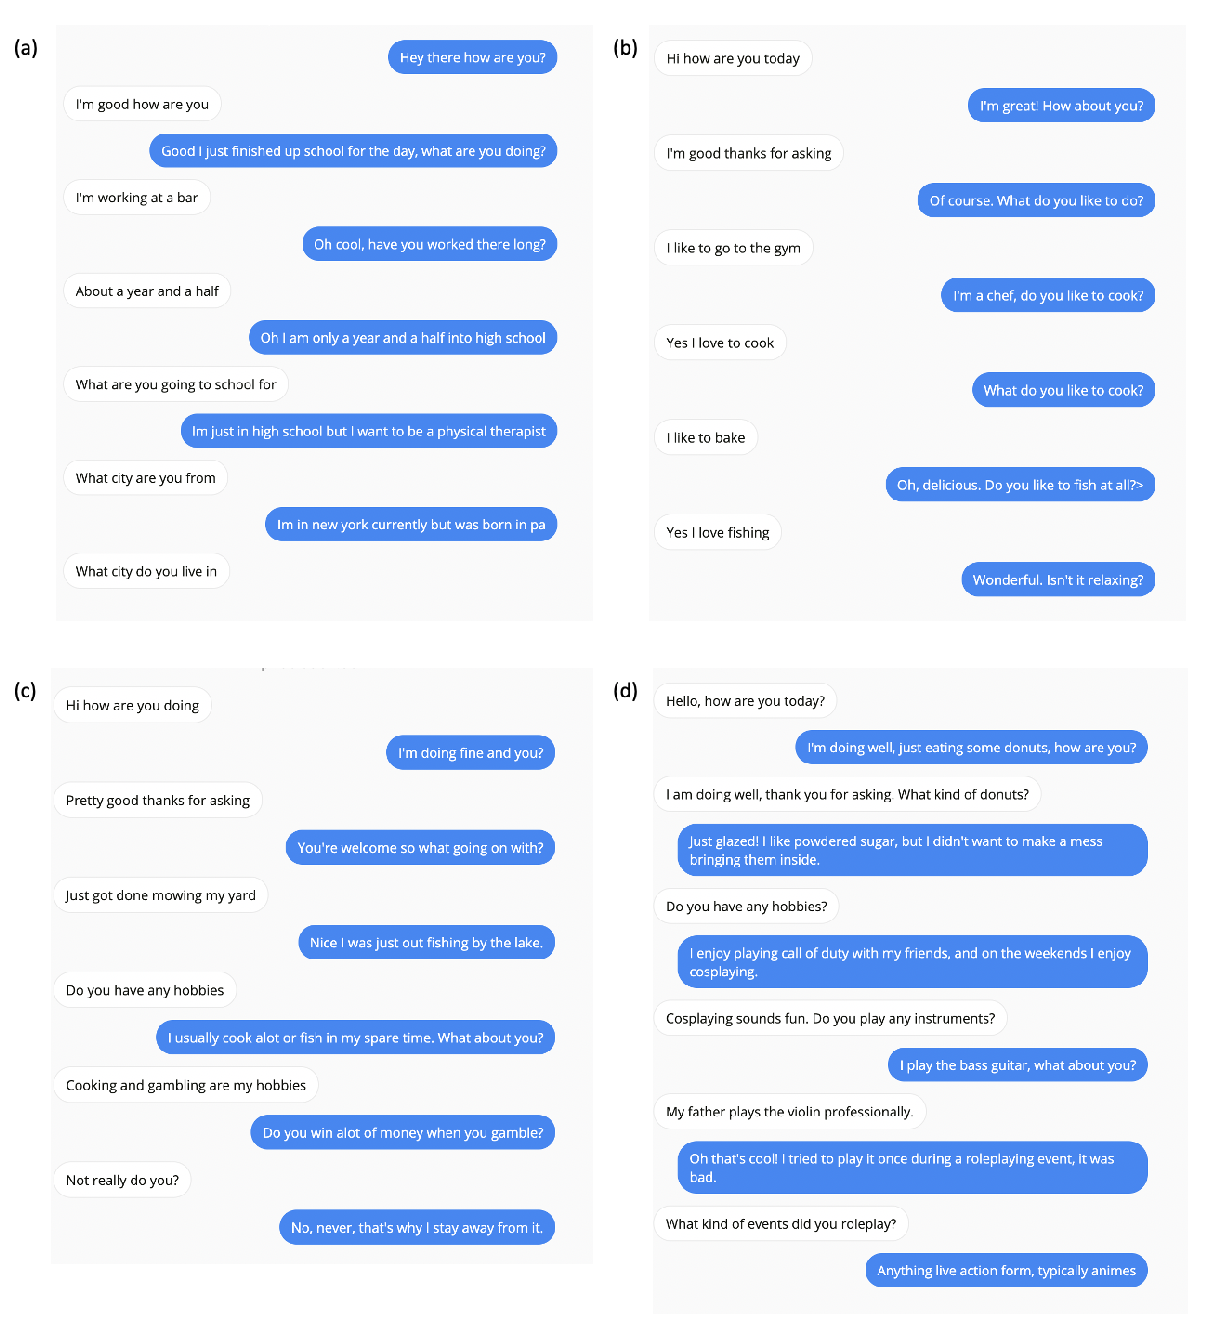 (a)
Hey there how are you?
I'm good how are you
Good I just finished up school for the day, what are you doing?
I'm working at a bar
Oh cool, have you worked there long?
About a year and a half
Oh I am only a year and a half into high school
What are you going to school for
Im just in high school but I want to be a physical therapist
What city are you from
Im in new york currently but was born in pa
What city do you live in
(b)
Hi how are you today
I'm great! How about you?
I'm good thanks for asking
Of course. What do you like to do?
I like to go to the gym
I'm a chef, do you like to cook?
Yes I love to cook
What do you like to cook?
I like to bake
Oh, delicious. Do you like to fish at all?>
Yes I love fishing
Wonderful. Isn't it relaxing?
(c)
Hi how are you doing
I'm doing fine and you?
Pretty good thanks for asking
You're welcome so what going on with?
Just got done mowing my yard
Nice I was just out fishing by the lake.
Do you have any hobbies
I usually cook alot or fish in my spare time. What about you?
Cooking and gambling are my hobbies
Do you win alot of money when you gamble?
Not really do you?
No, never, that's why I stay away from it.
(d)
Hello, how are you today?
I'm doing well, just eating some donuts, how are you?
I am doing well, thank you for asking. What kind of donuts?
Just glazed! I like powdered sugar, but I didn't want to make a mess
bringing them inside.
Do you have any hobbies?
I enjoy playing call of duty with my friends, and on the weekends I enjoy
cosplaying.
Cosplaying sounds fun. Do you play any instruments?
I play the bass guitar, what about you?
My father plays the violin professionally.
Oh that's cool! I tried to play it once during a roleplaying event, it was
bad.
What kind of events did you roleplay?
Anything live action form, typically animes